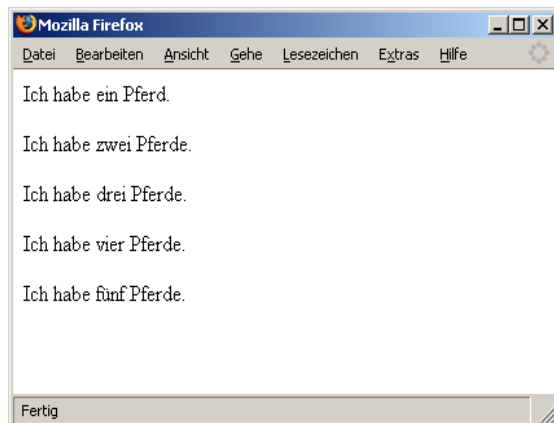 Mozilla Firefox
Datei Bearbeiten Ansicht Gehe Lesezeichen Extras Hilfe
Ich habe ein Pferd.
Ich habe zwei Pferde.
Ich habe drei Pferde.
Ich habe vier Pferde.
Ich habe fünf Pferde.
Fertig